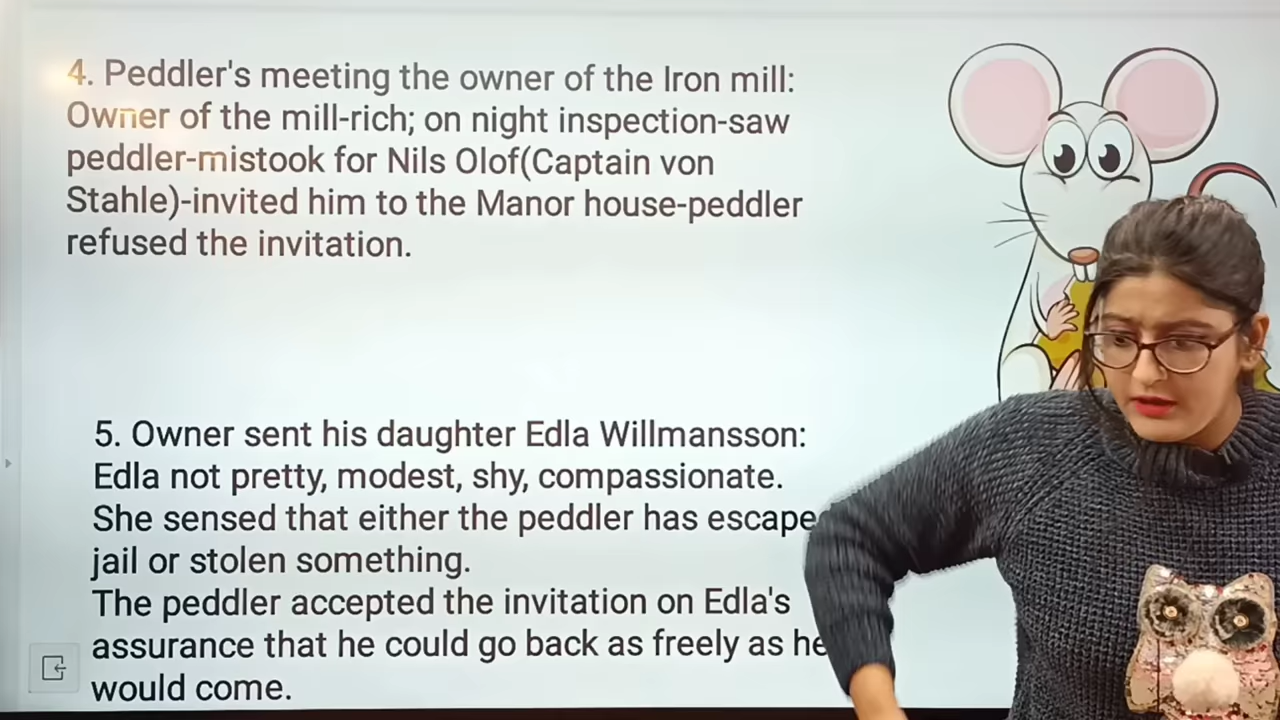 4. Peddler's meeting the owner of the Iron mill:
Owner of the mill-rich; on night inspection-saw
peddler-mistook for Nils Olof(Captain von
Stahle)-invited him to the Manor house-peddler
refused the invitation.
5. Owner sent his daughter Edla Willmansson:
Edla not pretty, modest, shy, compassionate.
She sensed that either the peddler has escape
jail or stolen something.
The peddler accepted the invitation on Edla's
assurance that he could go back as freely as he
would come.